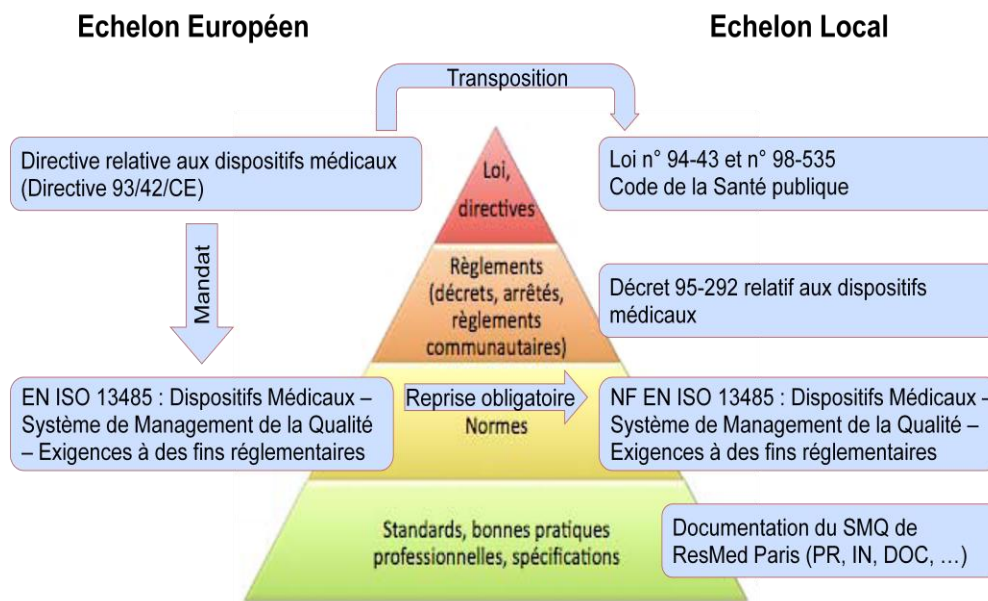 Echelon Européen
Echelon Local
Transposition
Directive relative aux dispositifs médicaux
(Directive 93/42/CE)
Loi,
directives
Loi n° 94-43 et n° 98-535
Code de la Santé publique
Mandat
Règlements
(décrets, arrêtés,
règlements
communautaires)
Décret 95-292 relatif aux dispositifs
médicaux
EN ISO 13485 : Dispositifs Médicaux –
Système de Management de la Qualité
– Exigences à des fins réglementaires
Reprise obligatoire
Normes
NF EN ISO 13485 : Dispositifs Médicaux –
Système de Management de la Qualité –
Exigences à des fins réglementaires
Standards, bonnes pratiques
professionnelles, spécifications
Documentation du SMQ de
ResMed Paris (PR, IN, DOC, …)